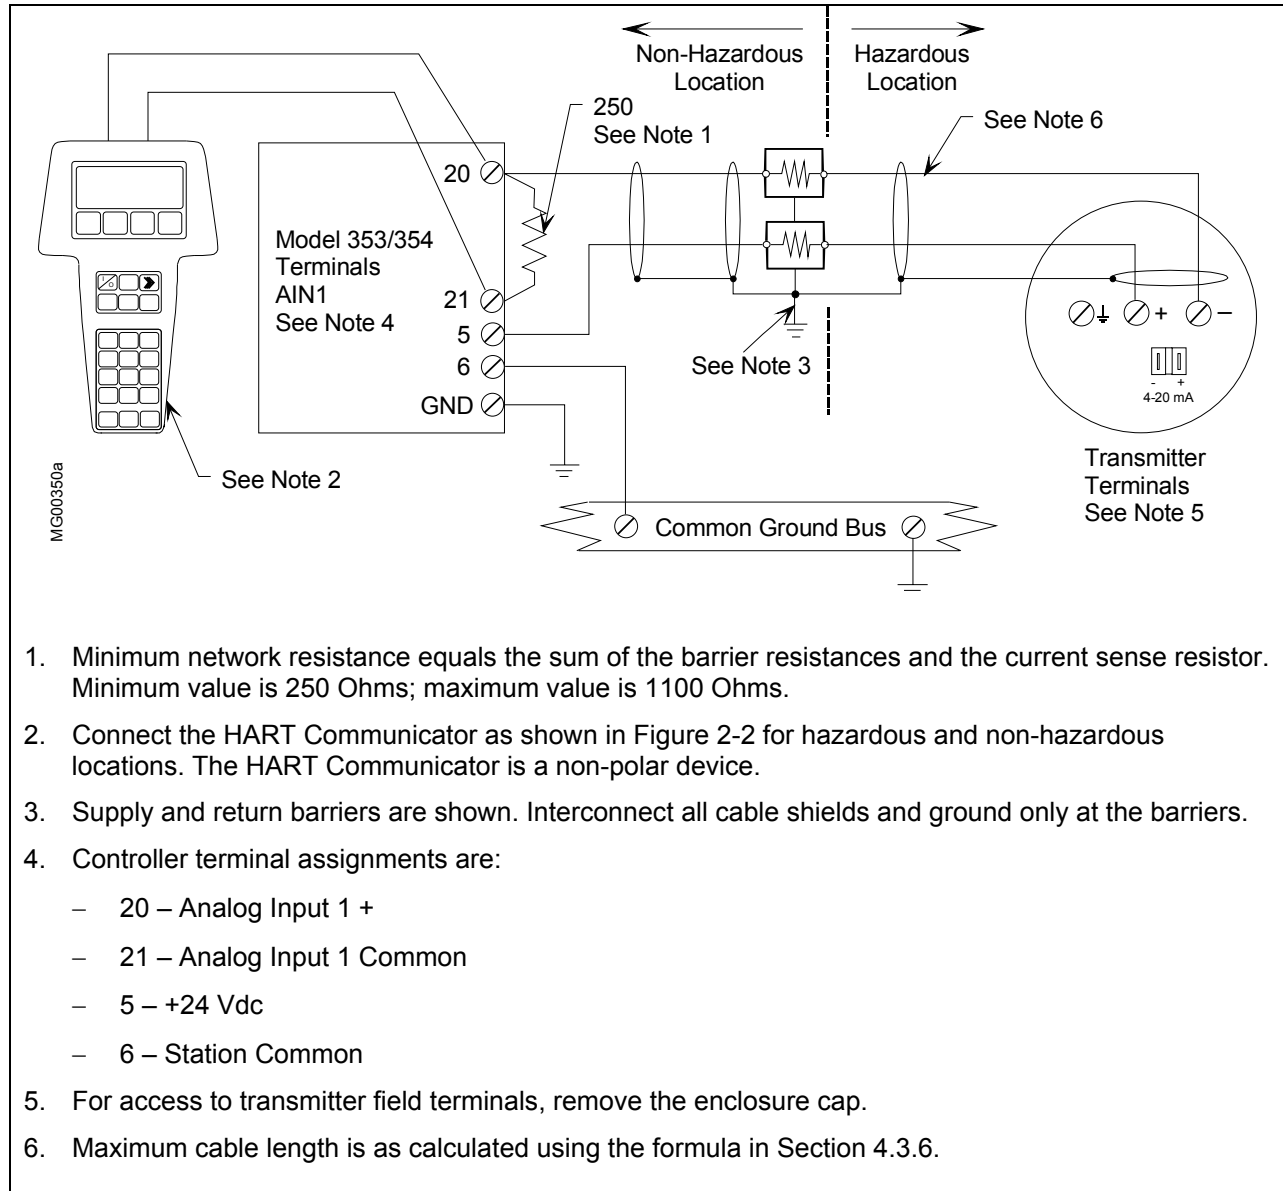 Non-Hazardous
Location
Hazardous
Location
250
See Note 1
See Note 6
20
Model 353/354
Terminals
AIN1
See Note 4
21
5
6
GND
See Note 3
+
–
- +
4-20 mA
See Note 2
Transmitter
Terminals
See Note 5
Common Ground Bus
MG00350a
1. Minimum network resistance equals the sum of the barrier resistances and the current sense resistor.
Minimum value is 250 Ohms; maximum value is 1100 Ohms.
2. Connect the HART Communicator as shown in Figure 2-2 for hazardous and non-hazardous
locations. The HART Communicator is a non-polar device.
3. Supply and return barriers are shown. Interconnect all cable shields and ground only at the barriers.
4. Controller terminal assignments are:
– 20 – Analog Input 1 +
– 21 – Analog Input 1 Common
– 5 – +24 Vdc
– 6 – Station Common
5. For access to transmitter field terminals, remove the enclosure cap.
6. Maximum cable length is as calculated using the formula in Section 4.3.6.